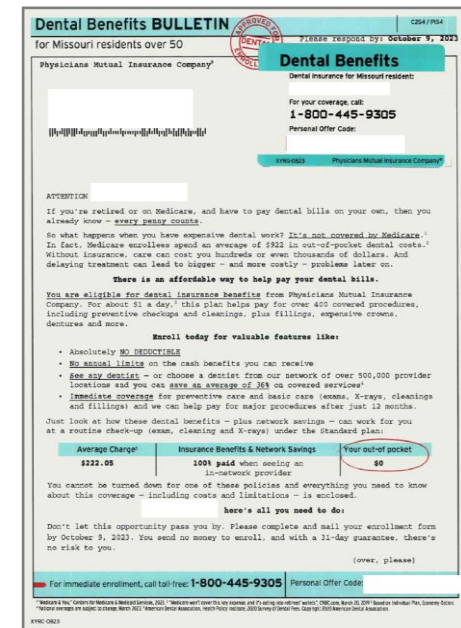 Dental Benefits BULLETIN
for Missouri residents over 50
APPROVED
DENTAL
C254 / PI54
Please respond by: October 9, 2023
Physicians Mutual Insurance Company®
Dental Benefits
Dental Insurance for Missouri resident:
For your coverage, call:
1-800-445-9305
Personal Offer Code:
XYRG-OB23 Physicians Mutual Insurance Company®
ATTENTION
If you're retired or on Medicare, and have to pay dental bills on your own, then you
already know — every penny counts.
So what happens when you have expensive dental work? It's not covered by Medicare.¹
In fact, Medicare enrollees spend an average of $922 in out-of-pocket dental costs.²
Without insurance, care can cost you hundreds or even thousands of dollars. And
delaying treatment can lead to bigger — and more costly — problems later on.
There is an affordable way to help pay your dental bills.
You are eligible for dental insurance benefits from Physicians Mutual Insurance
Company. For about $1 a day,³ this plan helps pay for over 400 covered procedures,
including preventive checkups and cleanings, plus fillings, expensive crowns,
dentures and more.
Enroll today for valuable features like:
• Absolutely NO DEDUCTIBLE
• No annual limits on the cash benefits you can receive
• See any dentist — or choose a dentist from our network of over 500,000 provider
locations and you can save an average of 36% on covered services⁴
• Immediate coverage for preventive care and basic care (exams, X-rays, cleanings
and fillings) and we can help pay for major procedures after just 12 months.
Just look at how these dental benefits — plus network savings — can work for you
at a routine check-up (exam, cleaning and X-rays) under the Standard plan:
Average Charge⁵ Insurance Benefits & Network Savings Your out-of pocket
$222.05 100% paid when seeing an $0
in-network provider
You cannot be turned down for one of these policies and everything you need to know
about this coverage — including costs and limitations — is enclosed.
here's all you need to do:
Don't let this opportunity pass you by. Please complete and mail your enrollment form
by October 9, 2023. You send no money to enroll, and with a 31-day guarantee, there's
no risk to you.
(over, please)
For immediate enrollment, call toll-free: 1-800-445-9305 Personal Offer Code:
XYRC-OB23